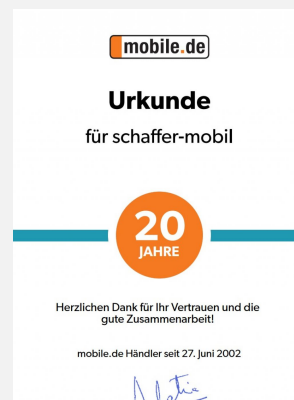 mobile.de
Urkunde
für schaffer-mobil
20
JAHRE
Herzlichen Dank für Ihr Vertrauen und die
gute Zusammenarbeit!
mobile.de Händler seit 27. Juni 2002